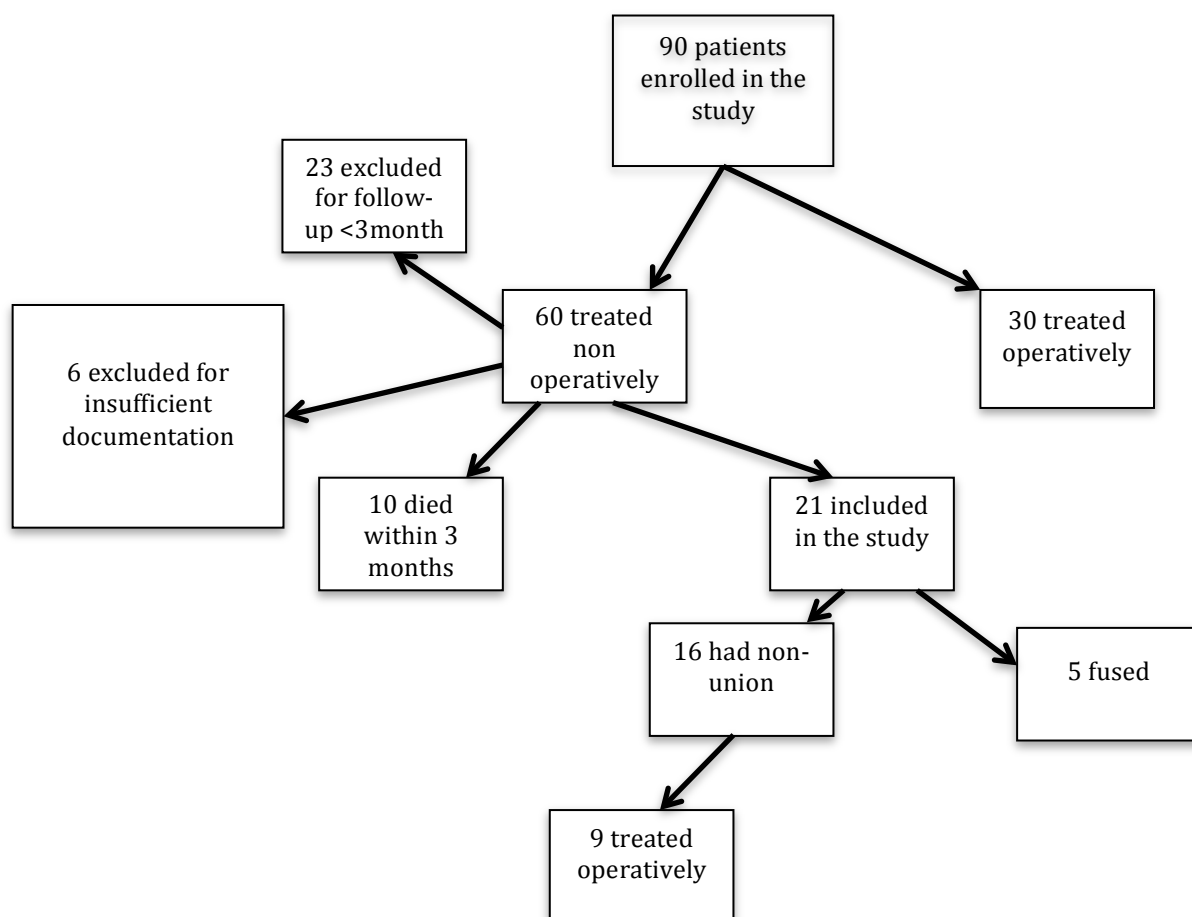 90 patients
enrolled in the
study
23 excluded
for follow-
up <3month
60 treated
non
operatively
30 treated
operatively
6 excluded for
insufficient
documentation
10 died
within 3
months
21 included
in the study
16 had non-
union
5 fused
9 treated
operatively